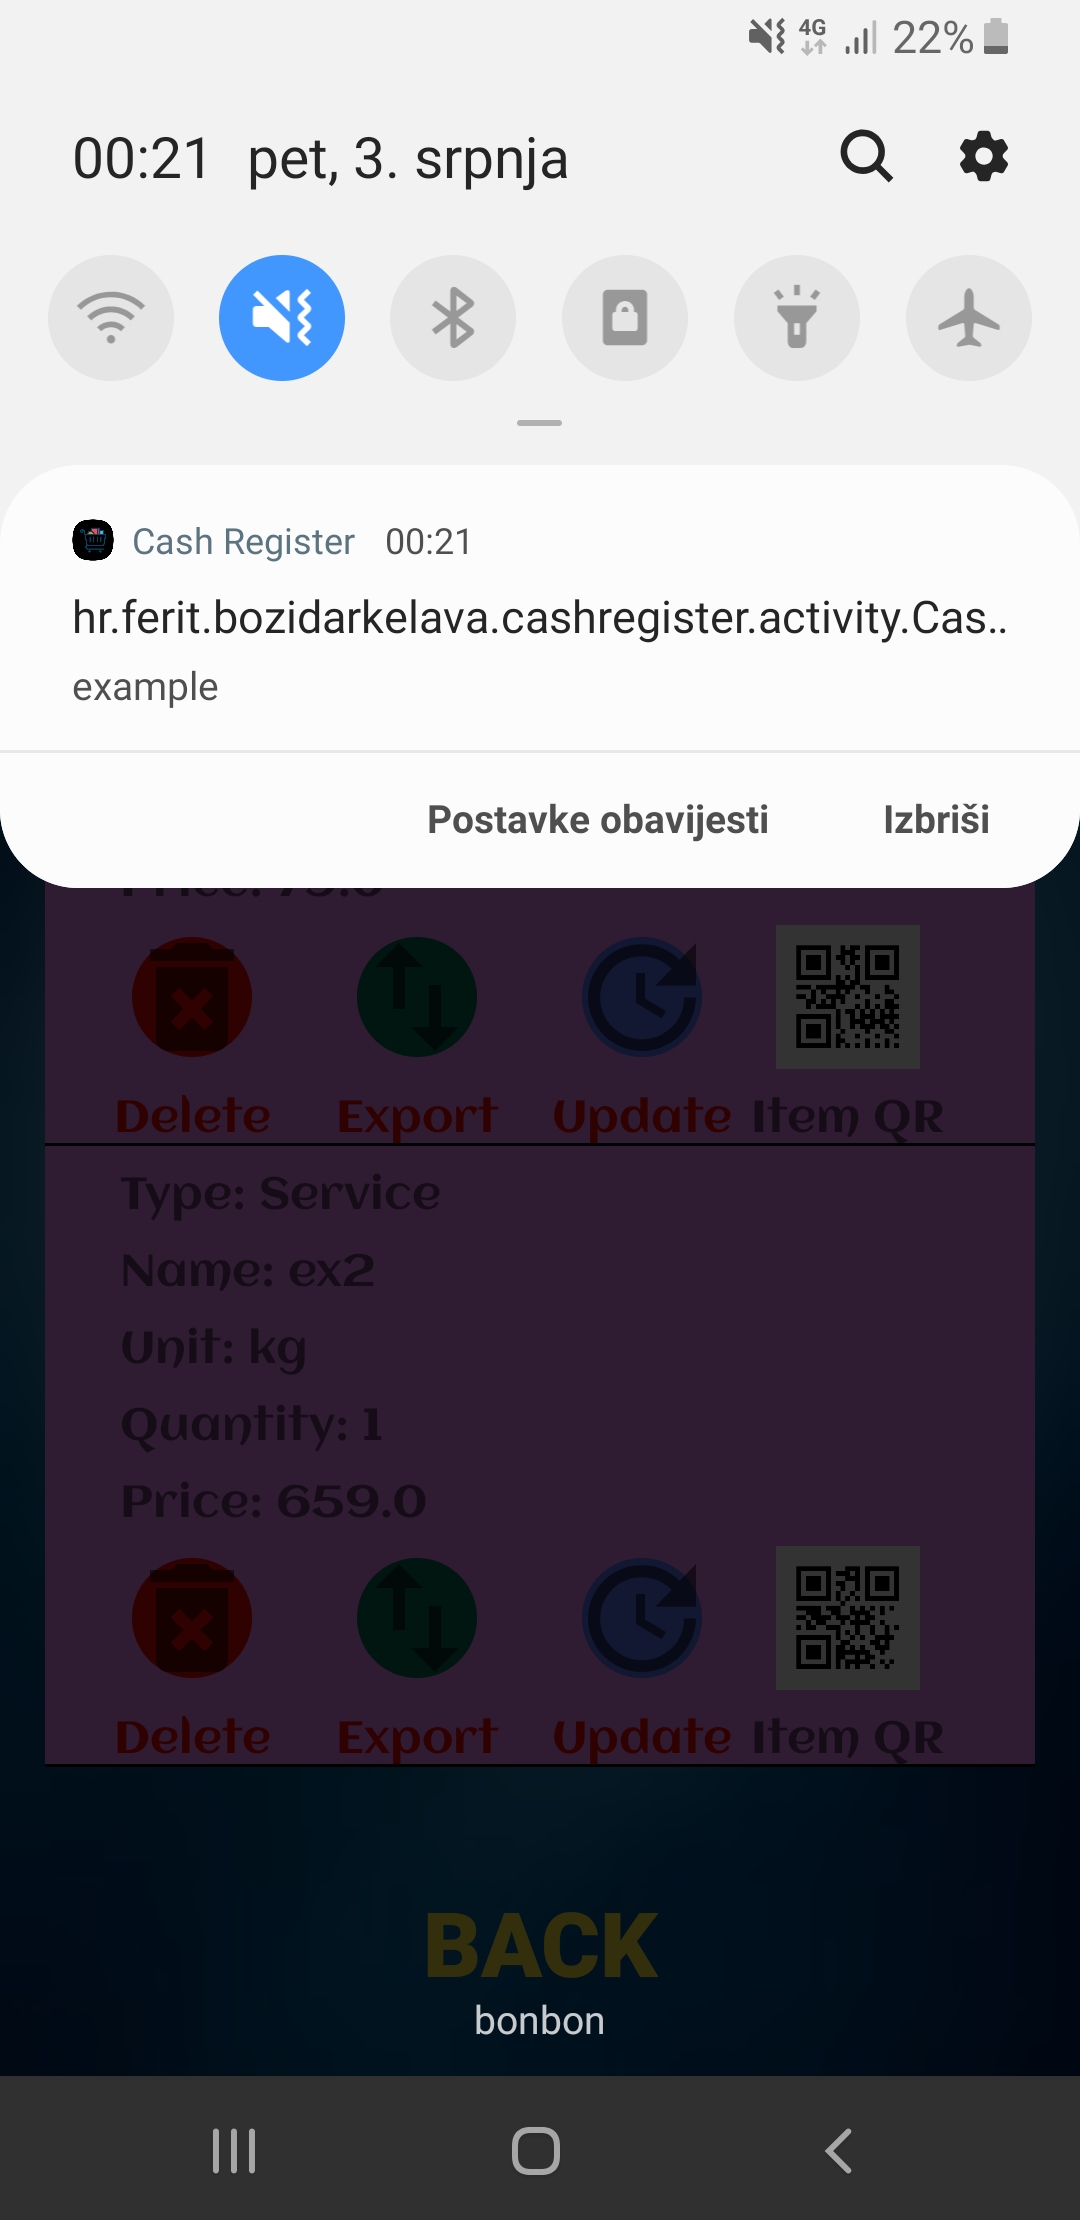 4G 22%
00:21 pet, 3. srpnja
Cash Register 00:21
hr.ferit.bozidarkelava.cashregister.activity.Cas..
example
Postavke obavijesti Izbriši
Delete Export Update Item QR
Type: Service
Name: ex2
Unit: kg
Quantity: 1
Price: 659.0
Delete Export Update Item QR
BACK
bonbon